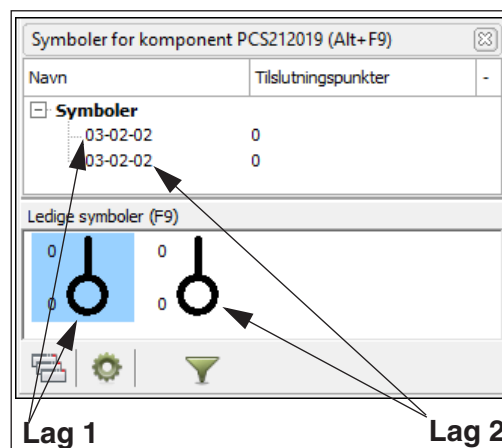 Symboler for komponent PCS212019 (Alt+F9)
Navn Tilslutningspunkter -
Symboler
03-02-02 0
03-02-02 0
Ledige symboler (F9)
0 0
0 0
Lag 1 Lag 2